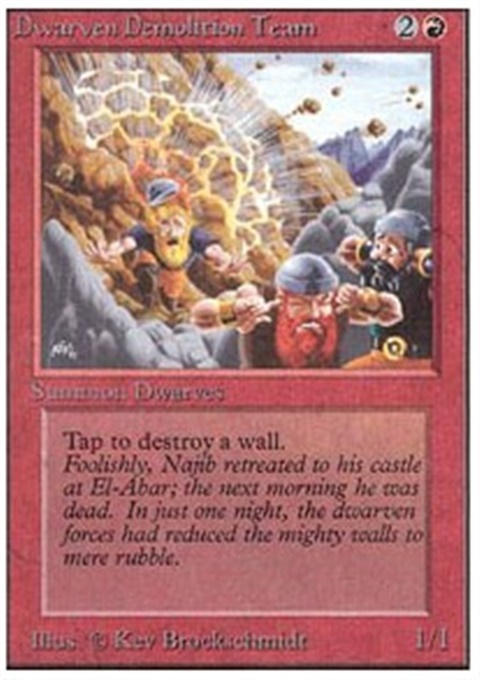 Dwarven Demolition Team 2
Summon Dwarves
Tap to destroy a wall.
Foolishly, Najib retreated to his castle
at El-Abar; the next morning he was
dead. In just one night, the dwarven
forces had reduced the mighty walls to
mere rubble.
Illus. © Kev Brockschmidt 1/1